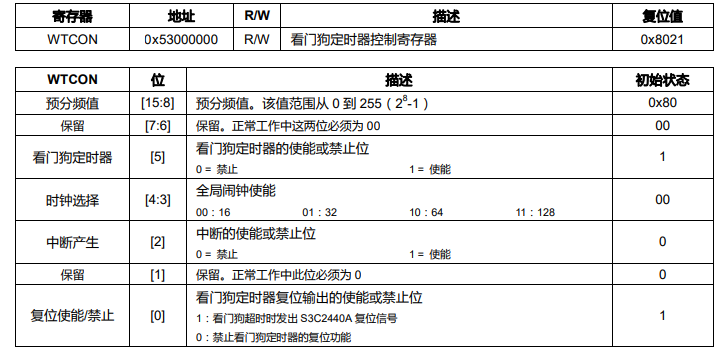 寄存器 地址 R/W 描述 复位值
WTCON 0x53000000 R/W 看门狗定时器控制寄存器 0x8021
WTCON 位 描述 初始状态
预分频值 [15:8] 预分频值。该值范围从 0 到 255（2⁸-1） 0x80
保留 [7:6] 保留。正常工作中这两位必须为 00 00
看门狗定时器 [5] 看门狗定时器的使能或禁止位 1
0 = 禁止 1 = 使能
时钟选择 [4:3] 全局闹钟使能 00
00：16 01：32 10：64 11：128
中断产生 [2] 中断的使能或禁止位 0
0 = 禁止 1 = 使能
保留 [1] 保留。正常工作中此位必须为 0 0
复位使能/禁止 [0] 看门狗定时器复位输出的使能或禁止位 1
1：看门狗超时时发出 S3C2440A 复位信号
0：禁止看门狗定时器的复位功能